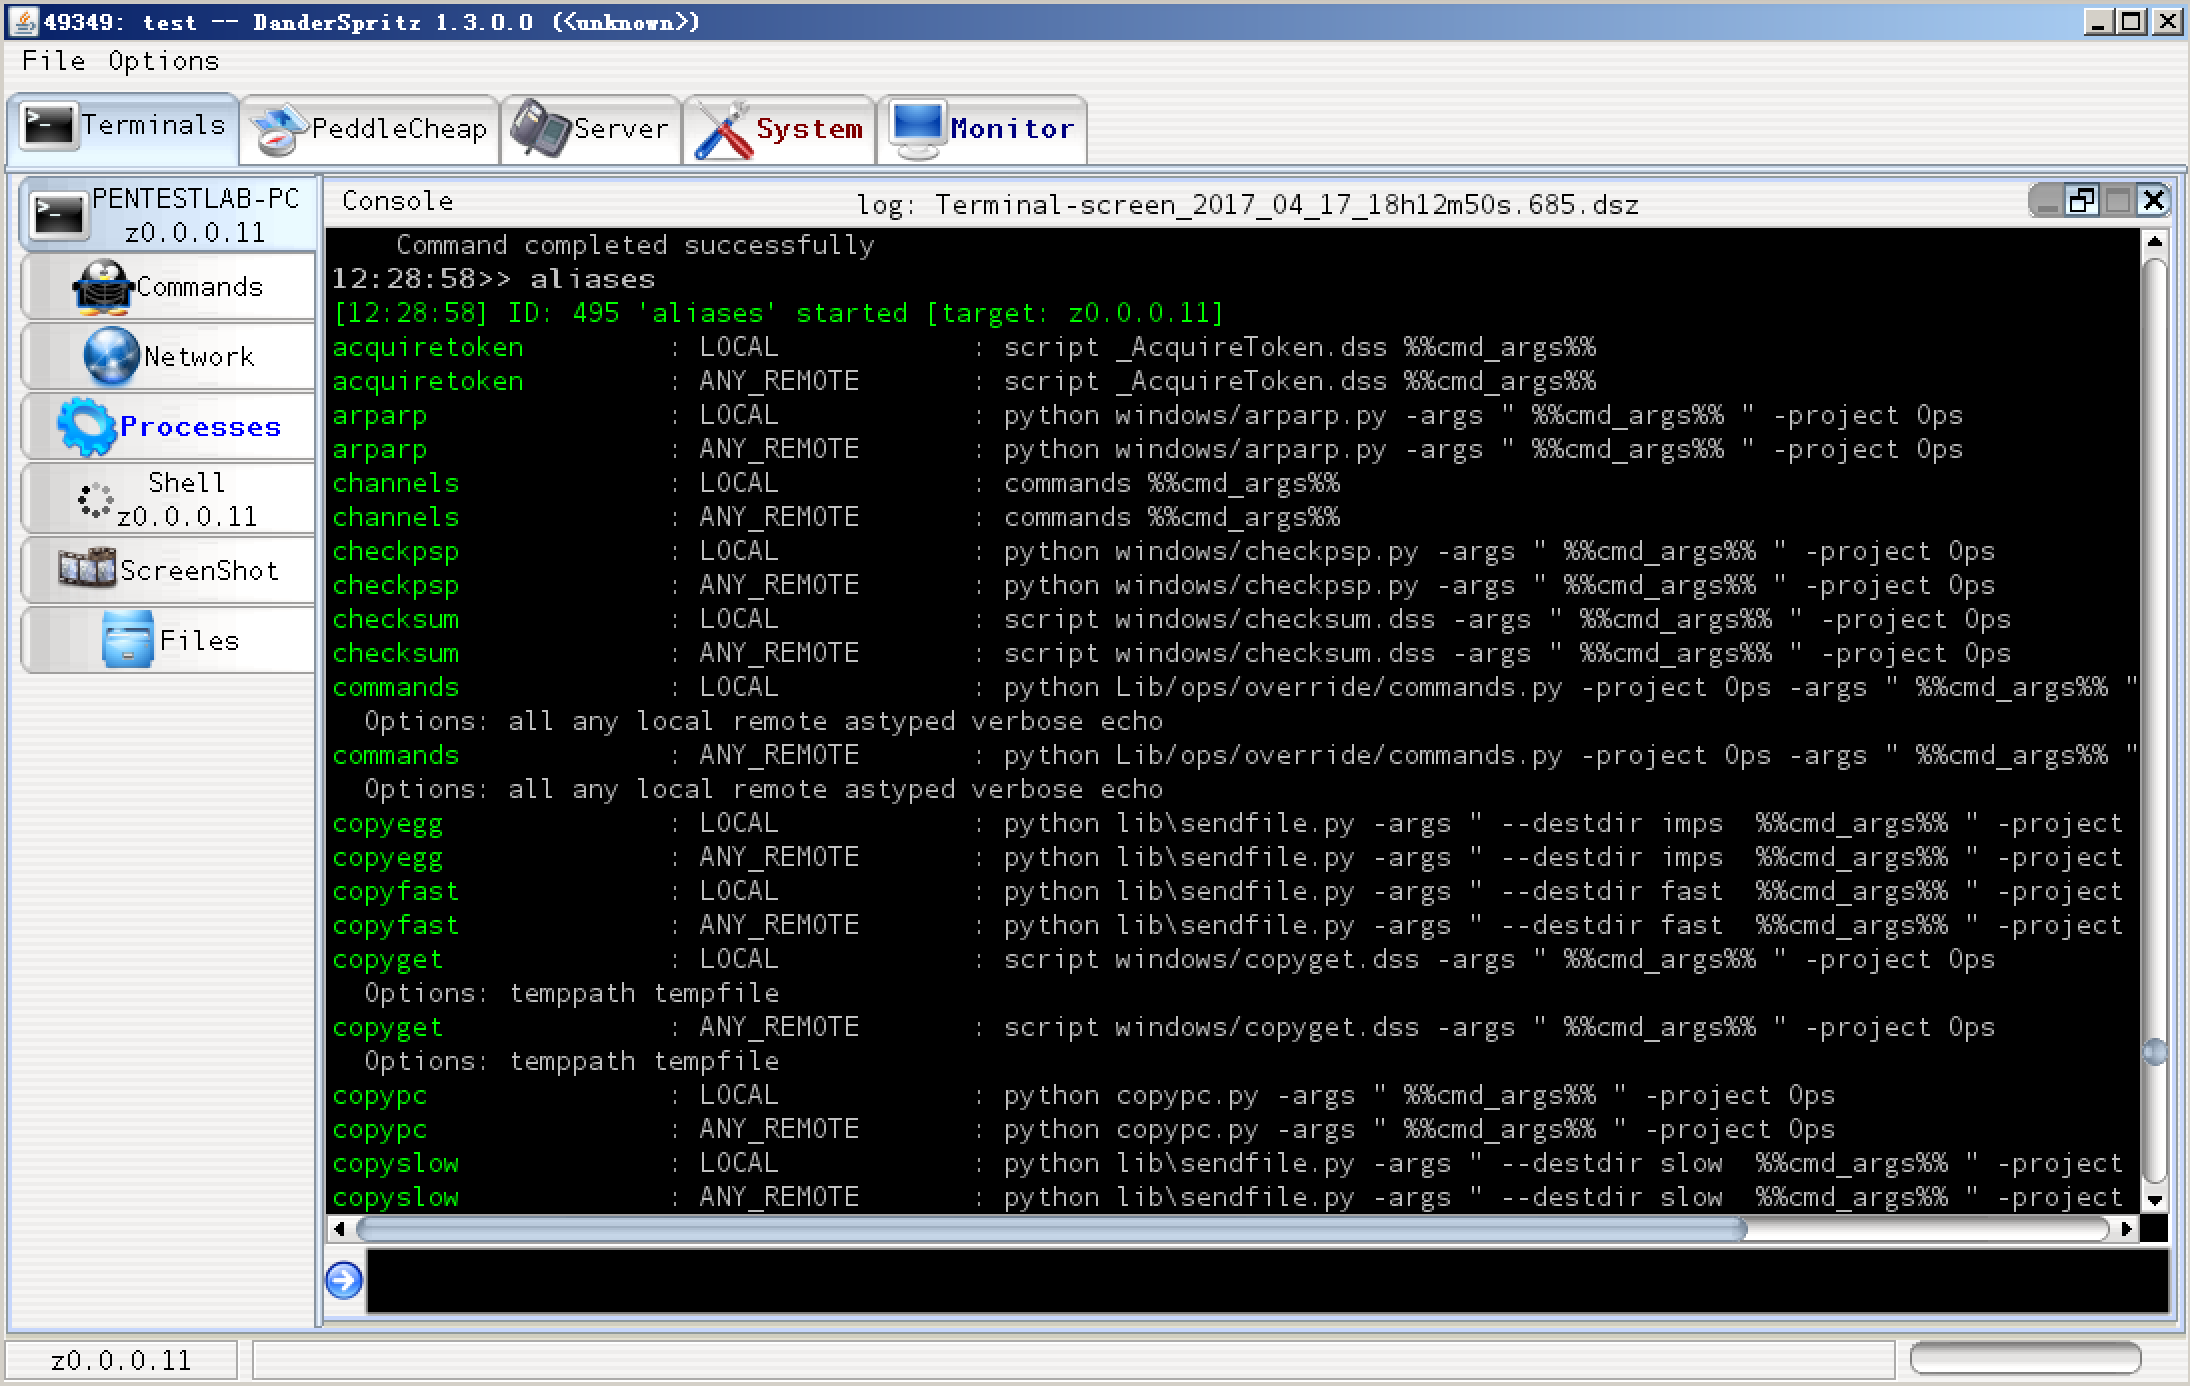 49349: test -- DanderSpritz 1.3.0.0 (<unknown>)
File Options
Terminals PeddleCheap Server System Monitor
PENTESTLAB-PC
z0.0.0.11
Commands
Network
Processes
Shell
z0.0.0.11
ScreenShot
Files
Console log: Terminal-screen_2017_04_17_18h12m50s.685.dsz
Command completed successfully
12:28:58>> aliases
[12:28:58] ID: 495 'aliases' started [target: z0.0.0.11]
acquiretoken : LOCAL : script _AcquireToken.dss %%cmd_args%%
acquiretoken : ANY_REMOTE : script _AcquireToken.dss %%cmd_args%%
arparp : LOCAL : python windows/arparp.py -args " %%cmd_args%% " -project Ops
arparp : ANY_REMOTE : python windows/arparp.py -args " %%cmd_args%% " -project Ops
channels : LOCAL : commands %%cmd_args%%
channels : ANY_REMOTE : commands %%cmd_args%%
checkpsp : LOCAL : python windows/checkpsp.py -args " %%cmd_args%% " -project Ops
checkpsp : ANY_REMOTE : python windows/checkpsp.py -args " %%cmd_args%% " -project Ops
checksum : LOCAL : script windows/checksum.dss -args " %%cmd_args%% " -project Ops
checksum : ANY_REMOTE : script windows/checksum.dss -args " %%cmd_args%% " -project Ops
commands : LOCAL : python Lib/ops/override/commands.py -project Ops -args " %%cmd_args%% "
Options: all any local remote astyped verbose echo
commands : ANY_REMOTE : python Lib/ops/override/commands.py -project Ops -args " %%cmd_args%% "
Options: all any local remote astyped verbose echo
copyegg : LOCAL : python lib\sendfile.py -args " --destdir imps %%cmd_args%% " -project
copyegg : ANY_REMOTE : python lib\sendfile.py -args " --destdir imps %%cmd_args%% " -project
copyfast : LOCAL : python lib\sendfile.py -args " --destdir fast %%cmd_args%% " -project
copyfast : ANY_REMOTE : python lib\sendfile.py -args " --destdir fast %%cmd_args%% " -project
copyget : LOCAL : script windows/copyget.dss -args " %%cmd_args%% " -project Ops
Options: temppath tempfile
copyget : ANY_REMOTE : script windows/copyget.dss -args " %%cmd_args%% " -project Ops
Options: temppath tempfile
copypc : LOCAL : python copypc.py -args " %%cmd_args%% " -project Ops
copypc : ANY_REMOTE : python copypc.py -args " %%cmd_args%% " -project Ops
copyslow : LOCAL : python lib\sendfile.py -args " --destdir slow %%cmd_args%% " -project
copyslow : ANY_REMOTE : python lib\sendfile.py -args " --destdir slow %%cmd_args%% " -project
z0.0.0.11